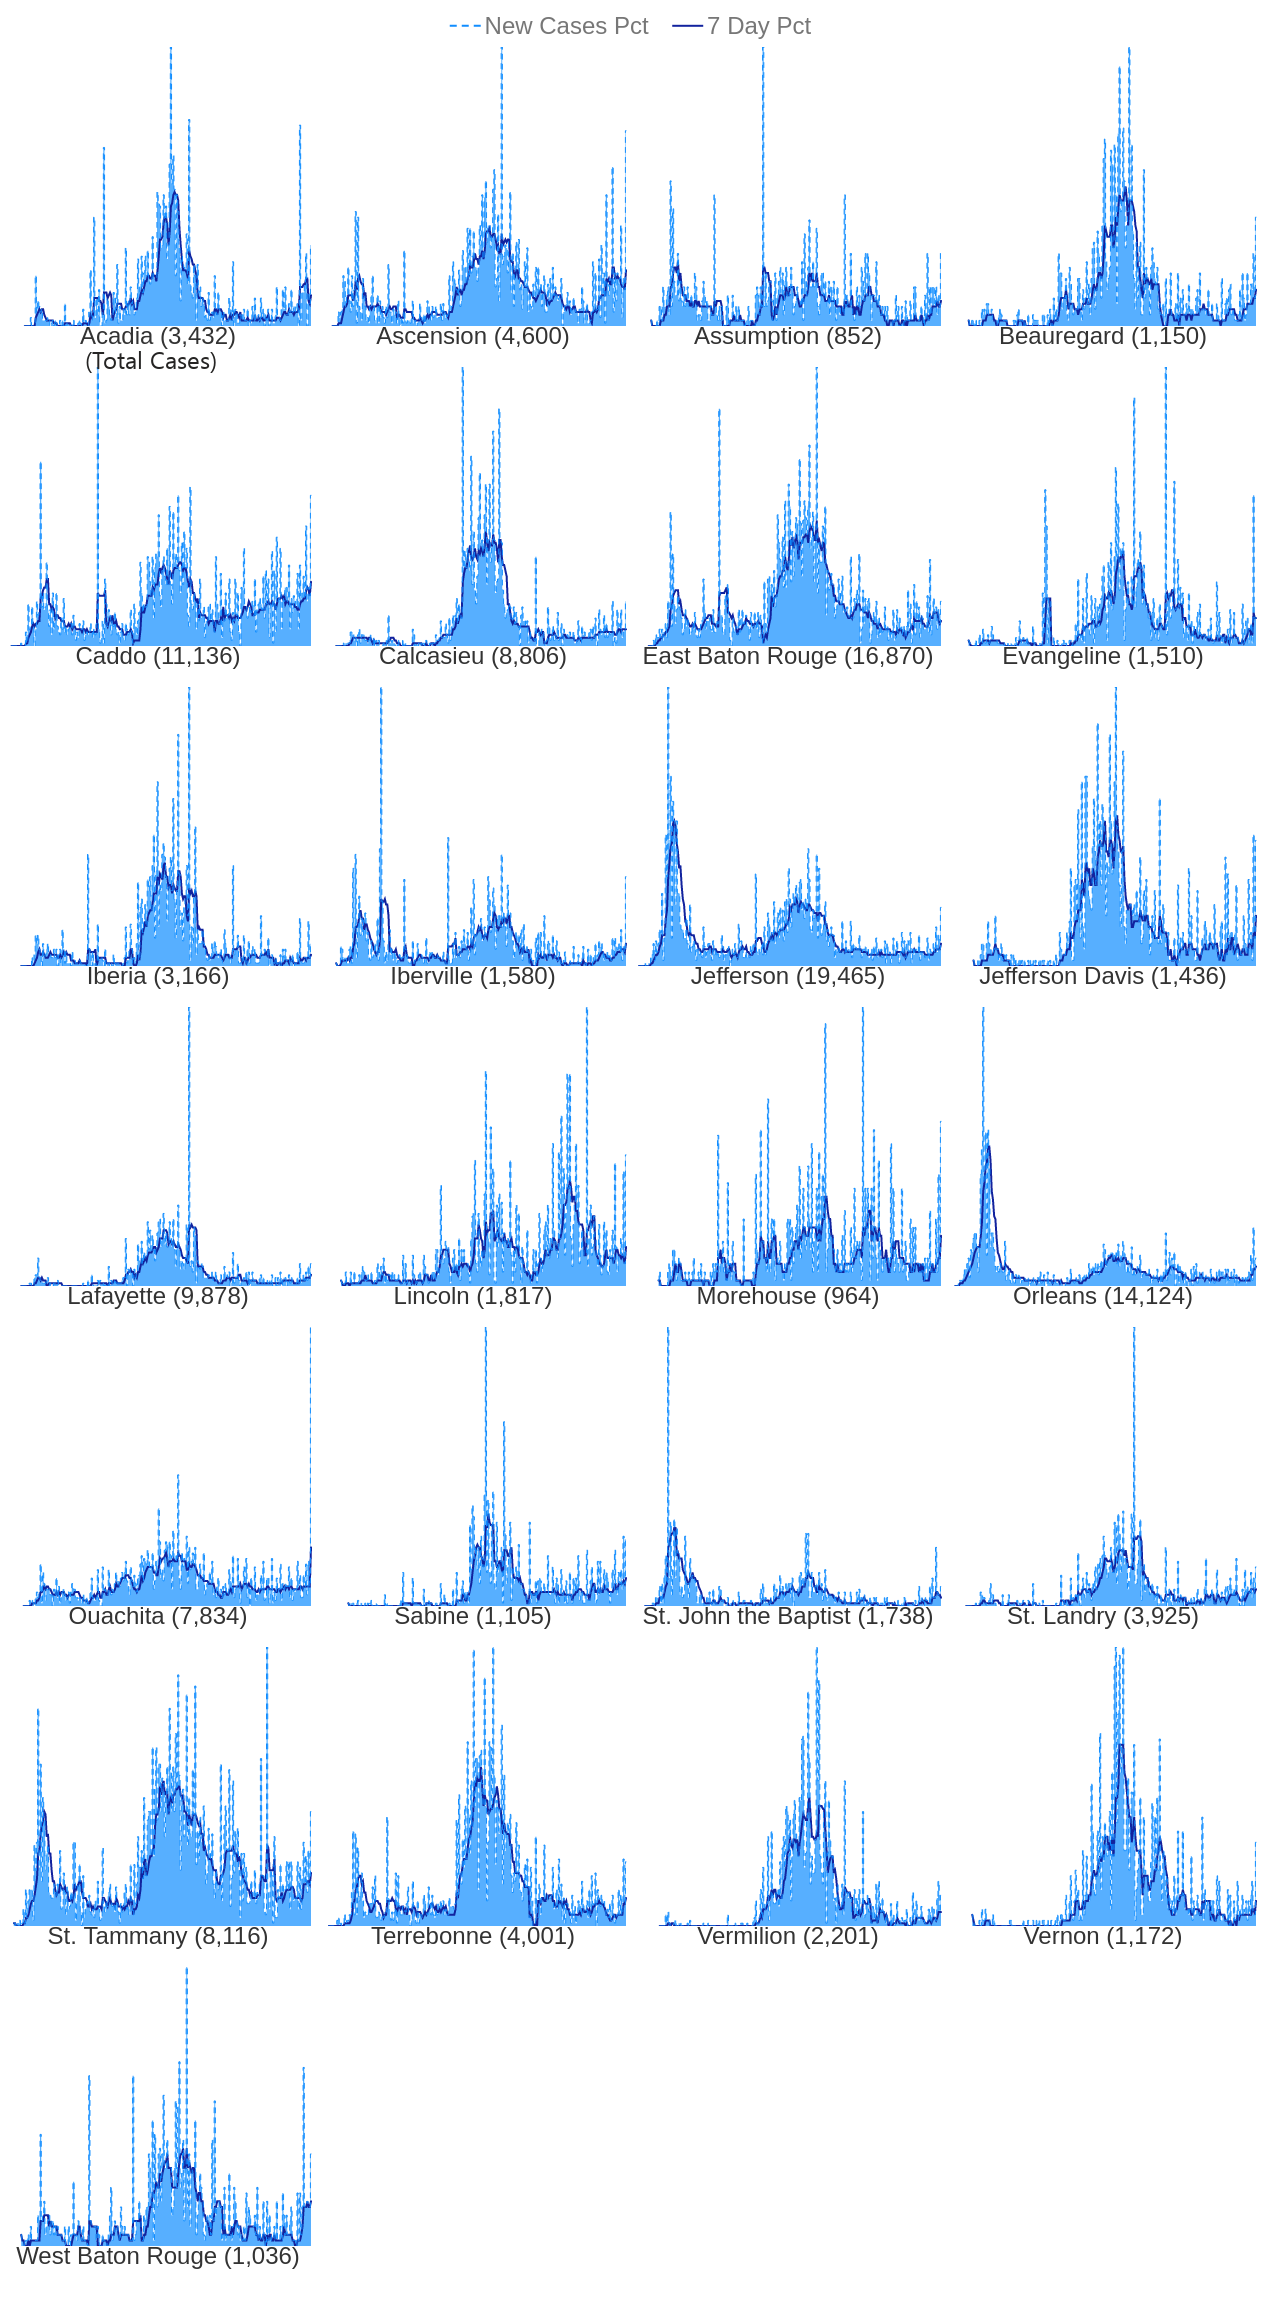 New Cases Pct 7 Day Pct
Acadia (3,432) Ascension (4,600) Assumption (852) Beauregard (1,150)
(Total Cases)
Caddo (11,136) Calcasieu (8,806) East Baton Rouge (16,870) Evangeline (1,510)
Iberia (3,166) Iberville (1,580) Jefferson (19,465) Jefferson Davis (1,436)
Lafayette (9,878) Lincoln (1,817) Morehouse (964) Orleans (14,124)
Ouachita (7,834) Sabine (1,105) St. John the Baptist (1,738) St. Landry (3,925)
St. Tammany (8,116) Terrebonne (4,001) Vermilion (2,201) Vernon (1,172)
West Baton Rouge (1,036)